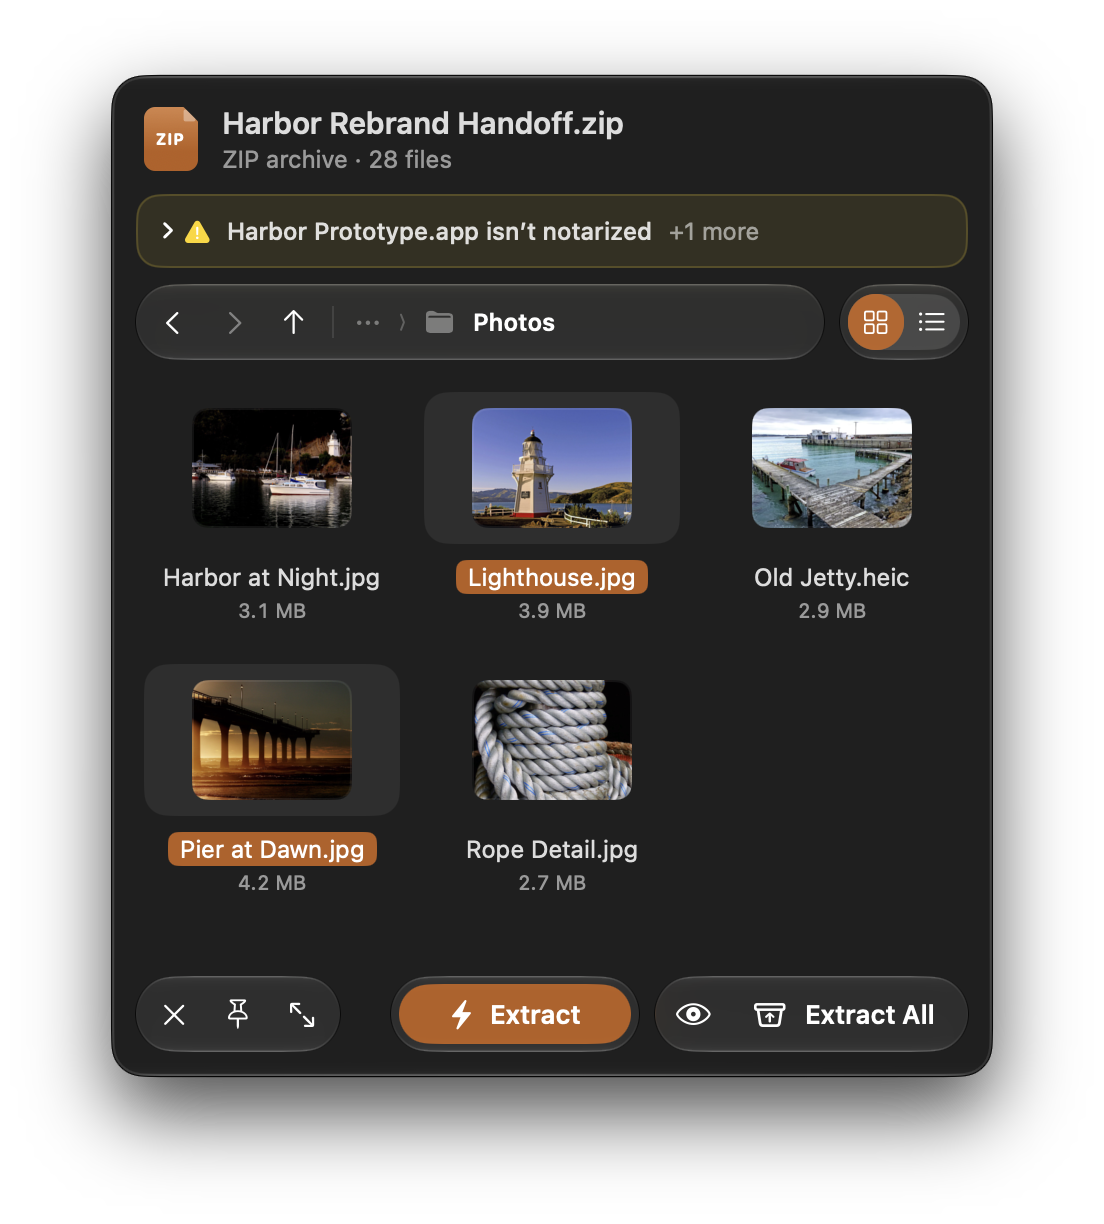 ZIP
Harbor Rebrand Handoff.zip
ZIP archive · 28 files
Harbor Prototype.app isn’t notarized +1 more
··· 〉 Photos
Harbor at Night.jpg
3.1 MB
Lighthouse.jpg
3.9 MB
Old Jetty.heic
2.9 MB
Pier at Dawn.jpg
4.2 MB
Rope Detail.jpg
2.7 MB
Extract
Extract All